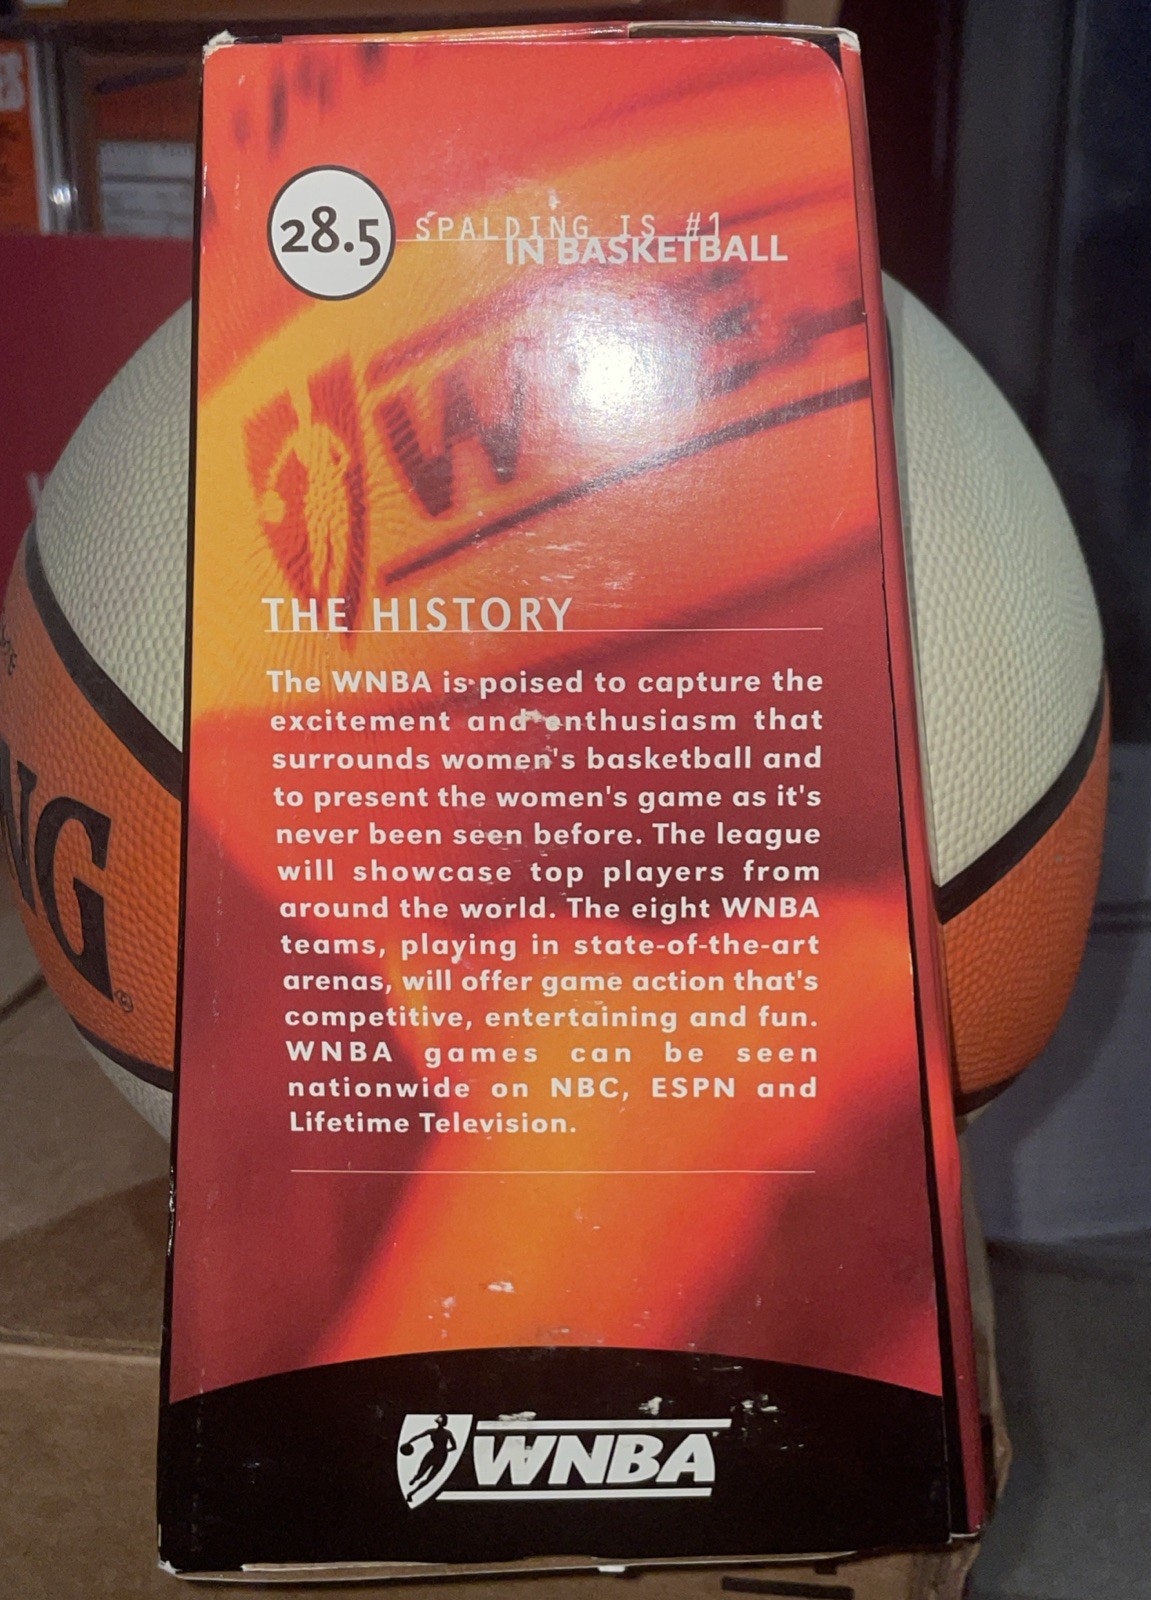 28.5
SPALDING IS #1
IN BASKETBALL
THE HISTORY
The WNBA is poised to capture the
excitement and enthusiasm that
surrounds women's basketball and
to present the women's game as it's
never been seen before. The league
will showcase top players from
around the world. The eight WNBA
teams, playing in state-of-the-art
arenas, will offer game action that's
competitive, entertaining and fun.
WNBA games can be seen
nationwide on NBC, ESPN and
Lifetime Television.
WNBA
NG®